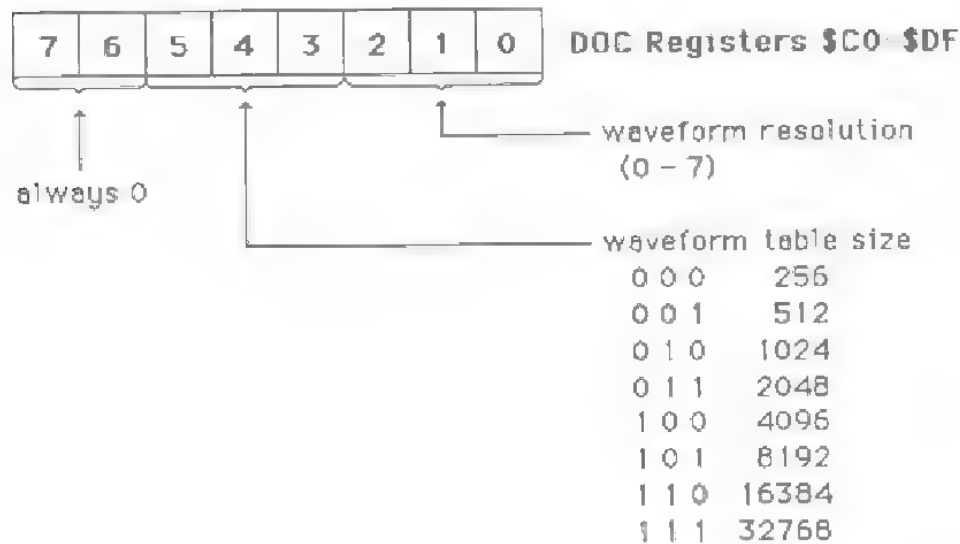 7 6 5 4 3 2 1 0 DOC Registers $C0-$DF
waveform resolution
(0 - 7)
always 0
waveform table size
0 0 0 256
0 0 1 512
0 1 0 1024
0 1 1 2048
1 0 0 4096
1 0 1 8192
1 1 0 16384
1 1 1 32768